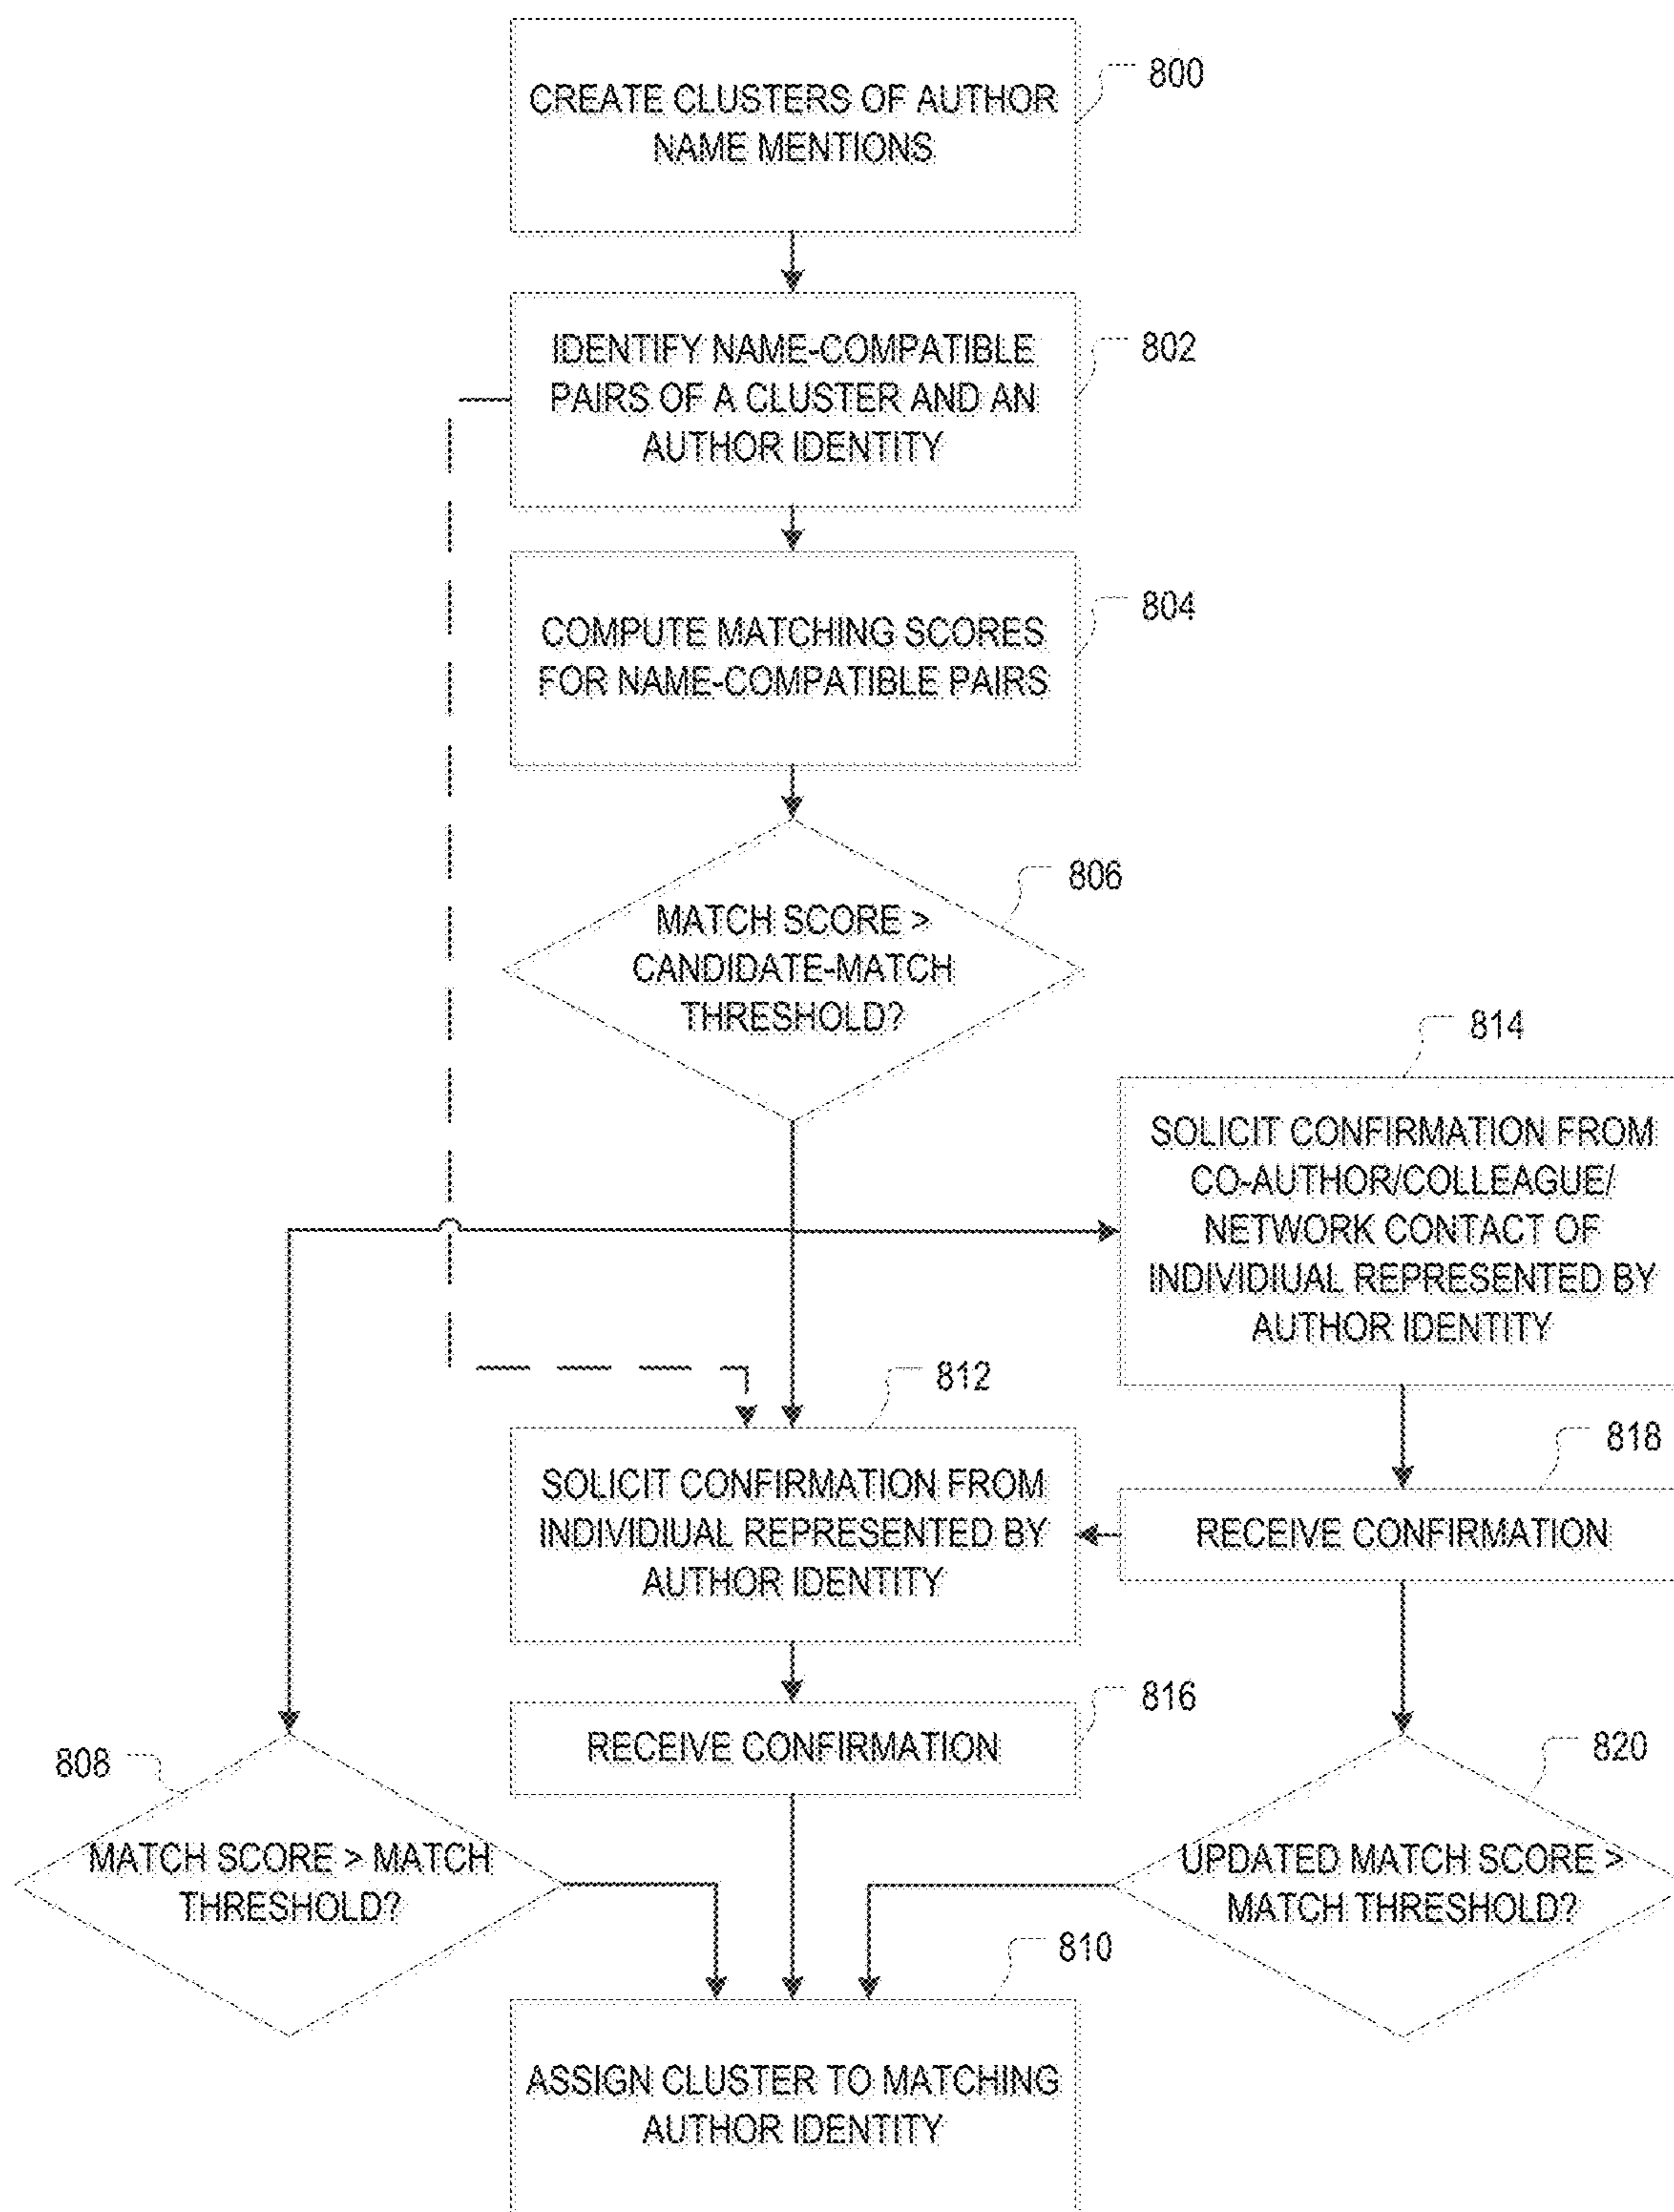 800
CREATE CLUSTERS OF AUTHOR
NAME MENTIONS
802
IDENTIFY NAME-COMPATIBLE
PAIRS OF A CLUSTER AND AN
AUTHOR IDENTITY
804
COMPUTE MATCHING SCORES
FOR NAME-COMPATIBLE PAIRS
806
MATCH SCORE >
CANDIDATE-MATCH
THRESHOLD?
814
SOLICIT CONFIRMATION FROM
CO-AUTHOR/COLLEAGUE/
NETWORK CONTACT OF
INDIVIDIUAL REPRESENTED BY
AUTHOR IDENTITY
812
SOLICIT CONFIRMATION FROM
INDIVIDIUAL REPRESENTED BY
AUTHOR IDENTITY
818
RECEIVE CONFIRMATION
816
RECEIVE CONFIRMATION
808
MATCH SCORE > MATCH
THRESHOLD?
820
UPDATED MATCH SCORE >
MATCH THRESHOLD?
810
ASSIGN CLUSTER TO MATCHING
AUTHOR IDENTITY